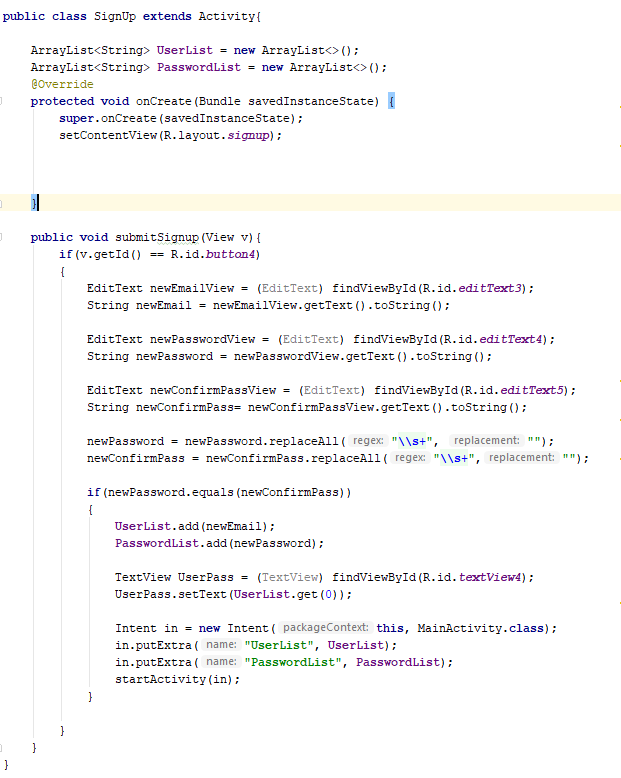 public class SignUp extends Activity{
ArrayList<String> UserList = new ArrayList<>();
ArrayList<String> PasswordList = new ArrayList<>();
@Override
protected void onCreate(Bundle savedInstanceState) {
super.onCreate(savedInstanceState);
setContentView(R.layout.signup);
}
public void submitSignup(View v){
if(v.getId() == R.id.button4)
{
EditText newEmailView = (EditText) findViewById(R.id.editText3);
String newEmail = newEmailView.getText().toString();
EditText newPasswordView = (EditText) findViewById(R.id.editText4);
String newPassword = newPasswordView.getText().toString();
EditText newConfirmPassView = (EditText) findViewById(R.id.editText5);
String newConfirmPass= newConfirmPassView.getText().toString();
newPassword = newPassword.replaceAll( regex: "\\s+", replacement: "");
newConfirmPass = newConfirmPass.replaceAll( regex: "\\s+", replacement: "");
if(newPassword.equals(newConfirmPass))
{
UserList.add(newEmail);
PasswordList.add(newPassword);
TextView UserPass = (TextView) findViewById(R.id.textView4);
UserPass.setText(UserList.get(0));
Intent in = new Intent( packageContext: this, MainActivity.class);
in.putExtra( name: "UserList", UserList);
in.putExtra( name: "PasswordList", PasswordList);
startActivity(in);
}
}
}
}